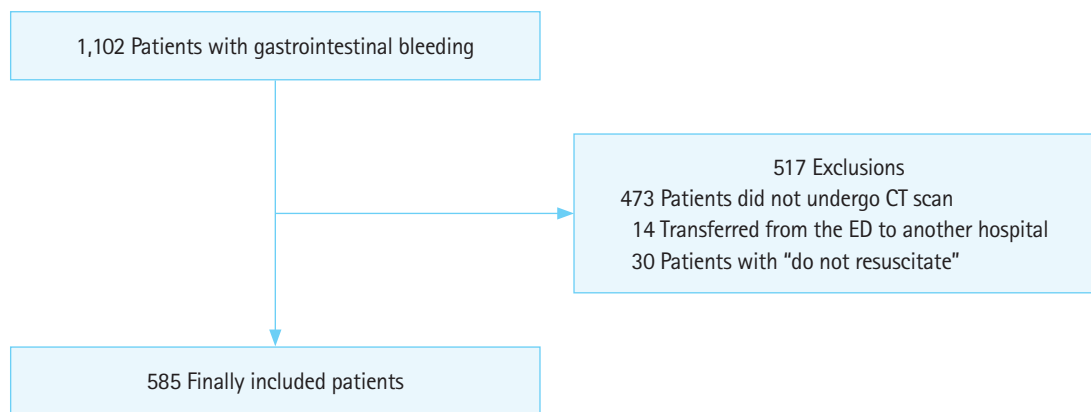 1,102 Patients with gastrointestinal bleeding
517 Exclusions
473 Patients did not undergo CT scan
14 Transferred from the ED to another hospital
30 Patients with “do not resuscitate”
585 Finally included patients